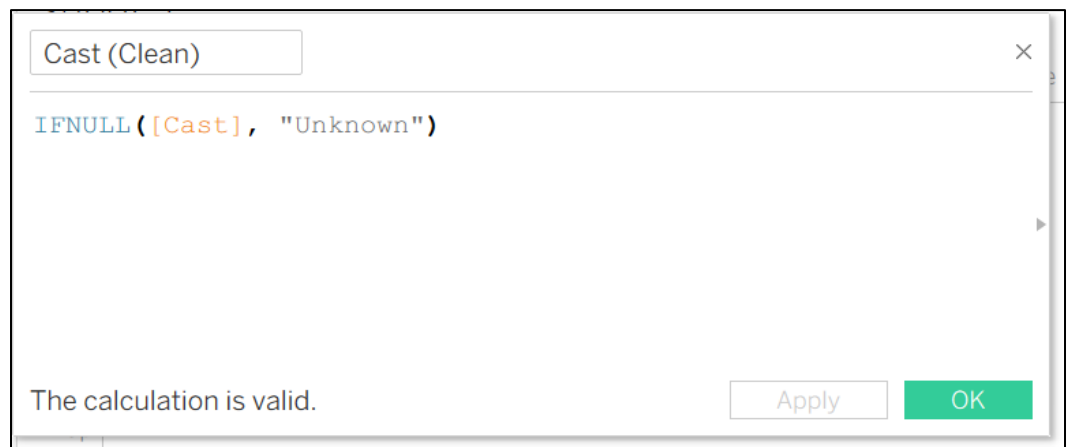 Cast (Clean)
IFNULL([Cast], "Unknown")
The calculation is valid.
Apply
OK